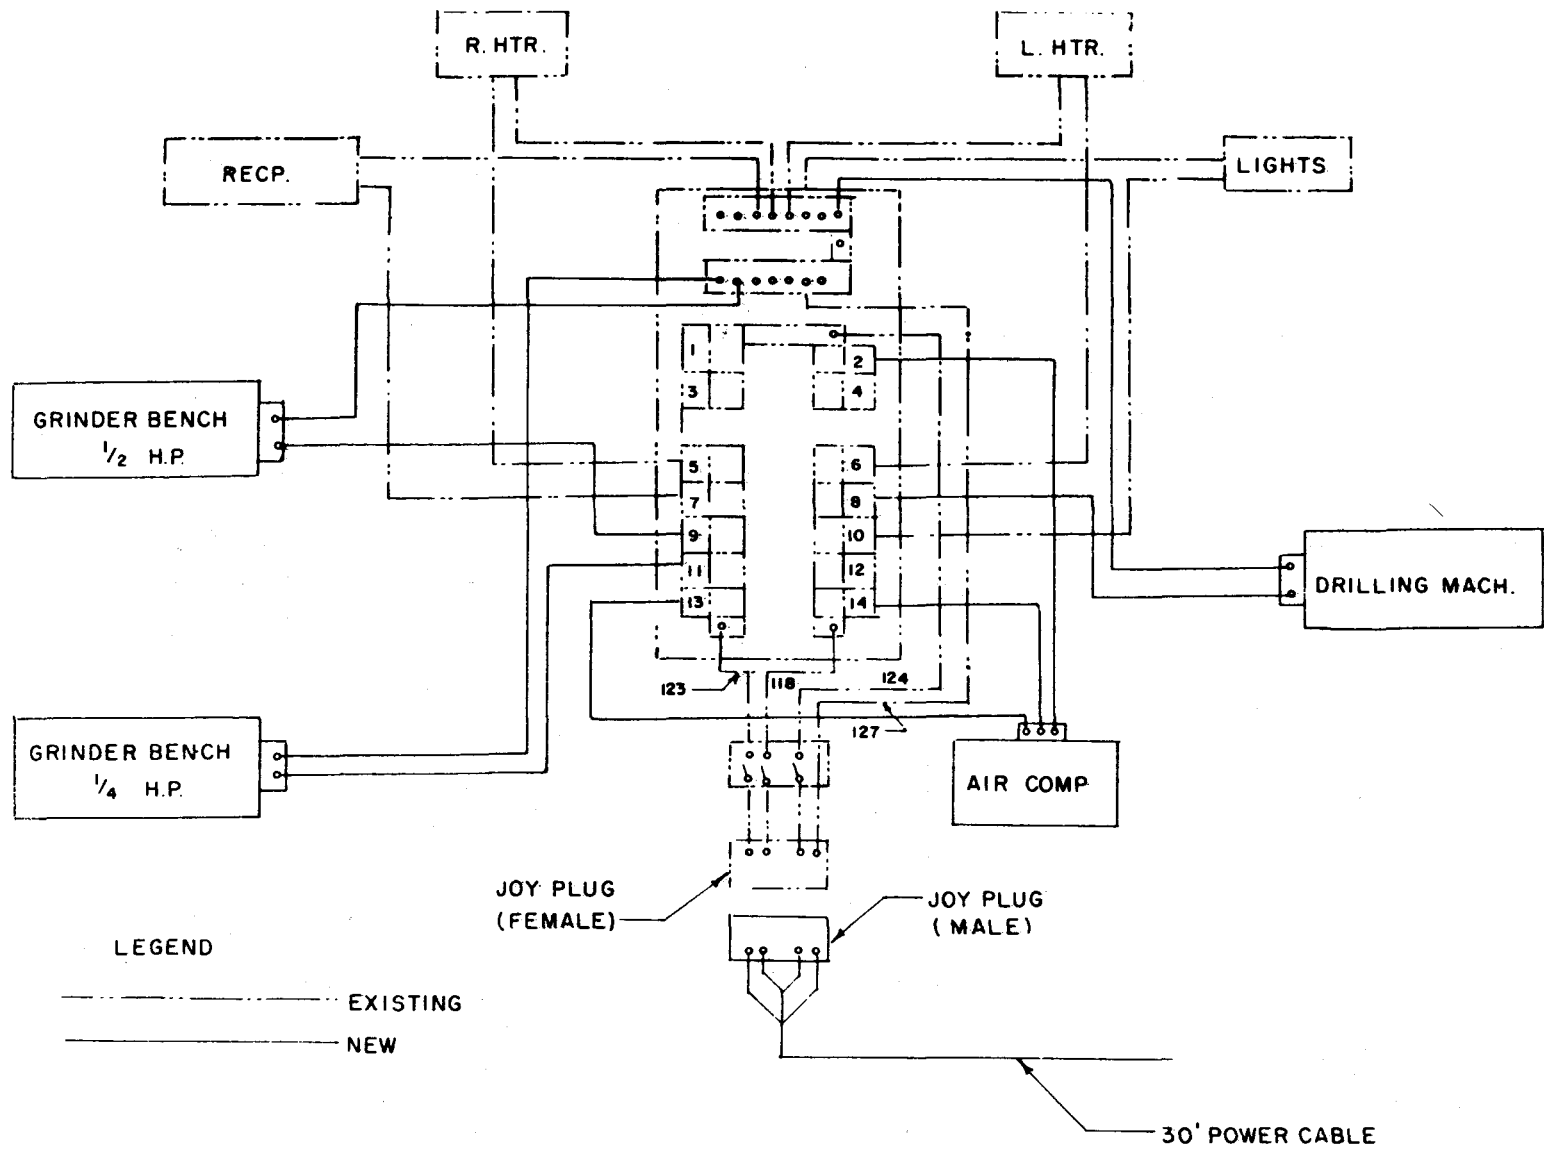 R. HTR.
L. HTR.
RECP.
LIGHTS
1
2
3
4
GRINDER BENCH
1/2 H.P.
5
6
7
8
9
10
11
12
13
14
DRILLING MACH.
123
118
124
127
GRINDER BENCH
1/4 H.P.
AIR COMP
JOY PLUG
(FEMALE)
JOY PLUG
(MALE)
LEGEND
EXISTING
NEW
30' POWER CABLE